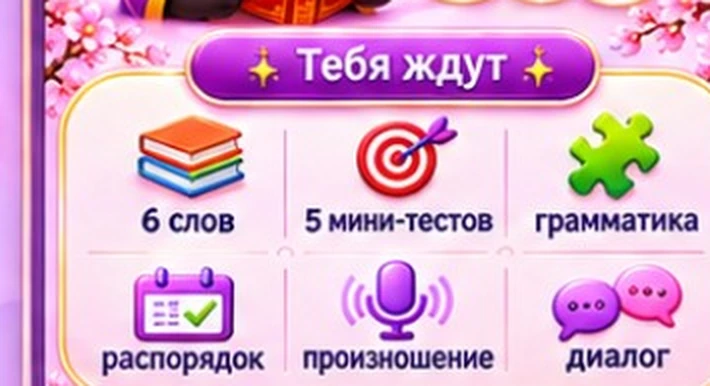 Тебя ждут
6 слов
5 мини-тестов
грамматика
распорядок
произношение
диалог